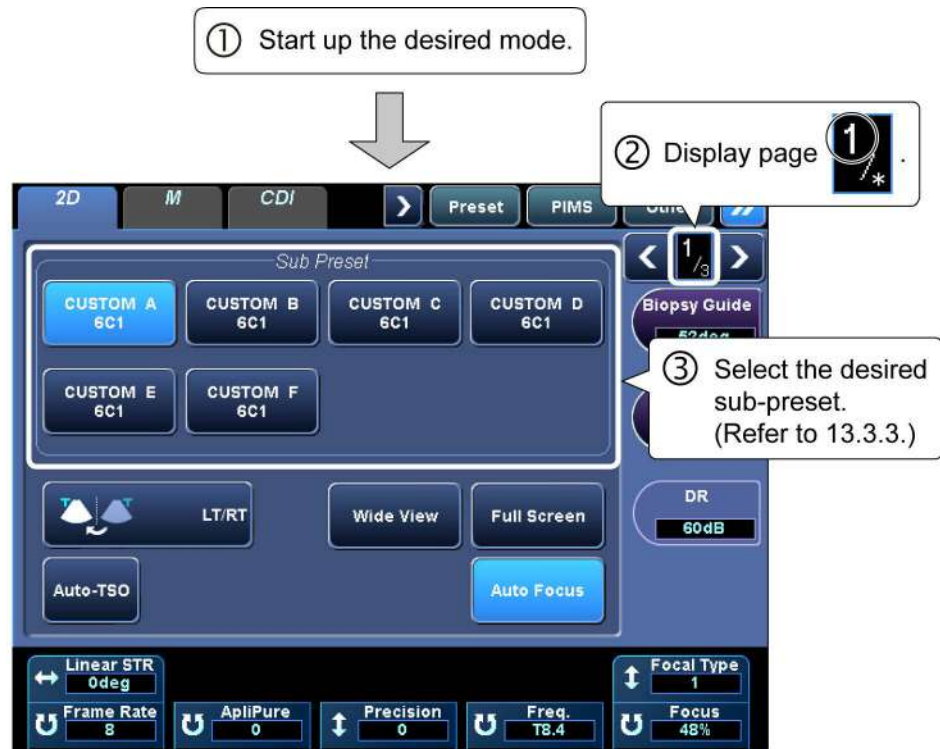 ① Start up the desired mode.
② Display page 1/* .
2D M CDI > Preset PIMS
< 1/3 >
Sub Preset
CUSTOM A CUSTOM B CUSTOM C CUSTOM D
6C1 6C1 6C1 6C1
Biopsy Guide
52deg
CUSTOM E CUSTOM F
6C1 6C1
③ Select the desired
sub-preset.
(Refer to 13.3.3.)
T T LT/RT Wide View Full Screen
DR
60dB
Auto-TSO Auto Focus
Linear STR Focal Type
0deg 1
Frame Rate ApliPure Precision Freq. Focus
8 0 0 T8.4 48%